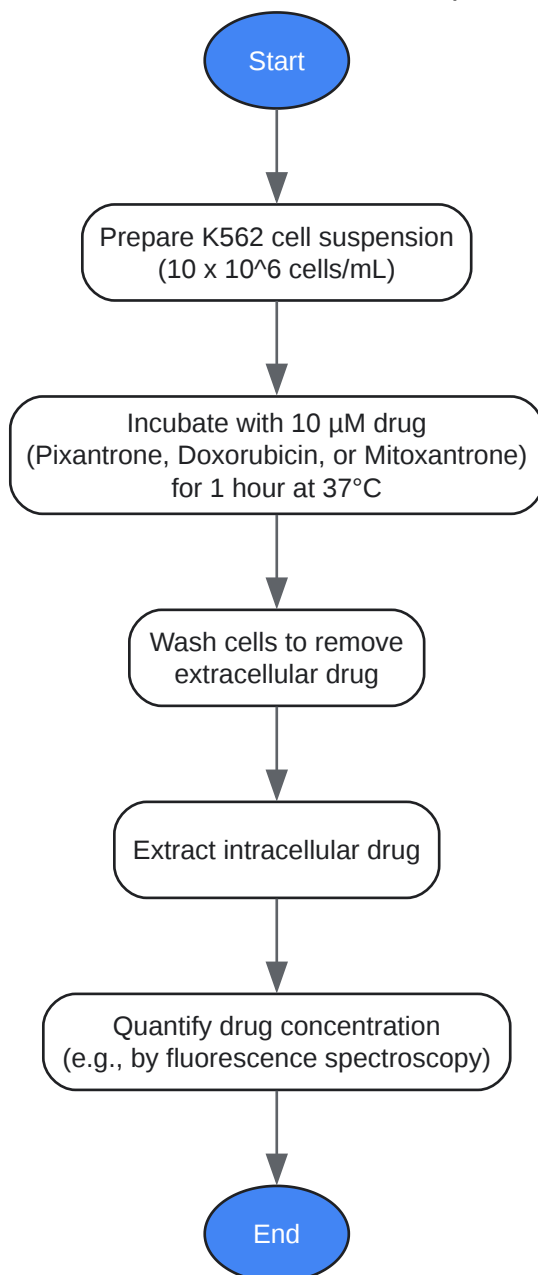 Start
Prepare K562 cell suspension
(10 x 10^6 cells/mL)
Incubate with 10 µM drug
(Pixantrone, Doxorubicin, or Mitoxantrone)
for 1 hour at 37°C
Wash cells to remove
extracellular drug
Extract intracellular drug
Quantify drug concentration
(e.g., by fluorescence spectroscopy)
End